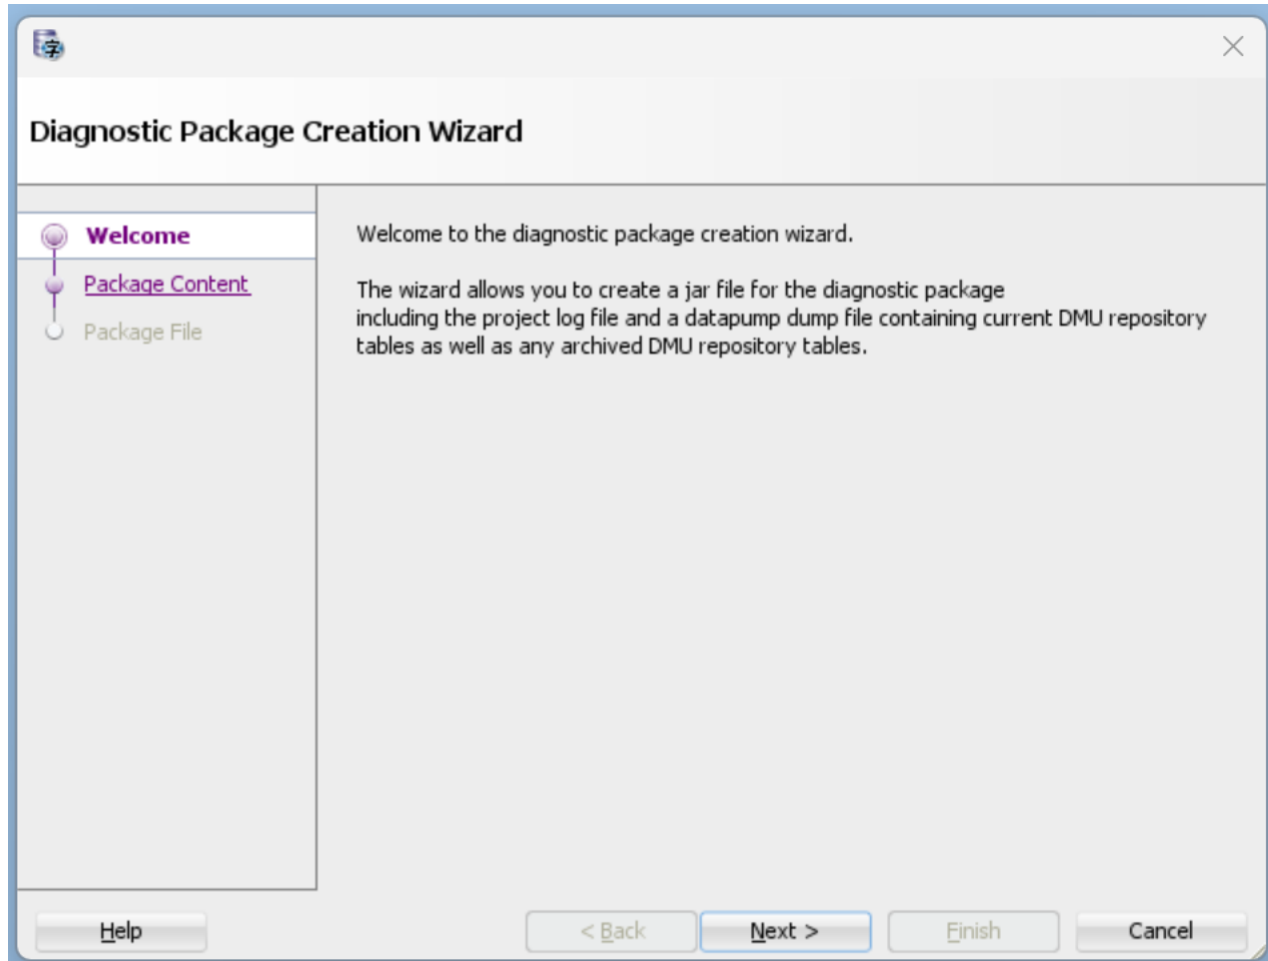 字
Diagnostic Package Creation Wizard
Welcome
Package Content
Package File
Welcome to the diagnostic package creation wizard.
The wizard allows you to create a jar file for the diagnostic package
including the project log file and a datapump dump file containing current DMU repository
tables as well as any archived DMU repository tables.
Help
< Back
Next >
Finish
Cancel